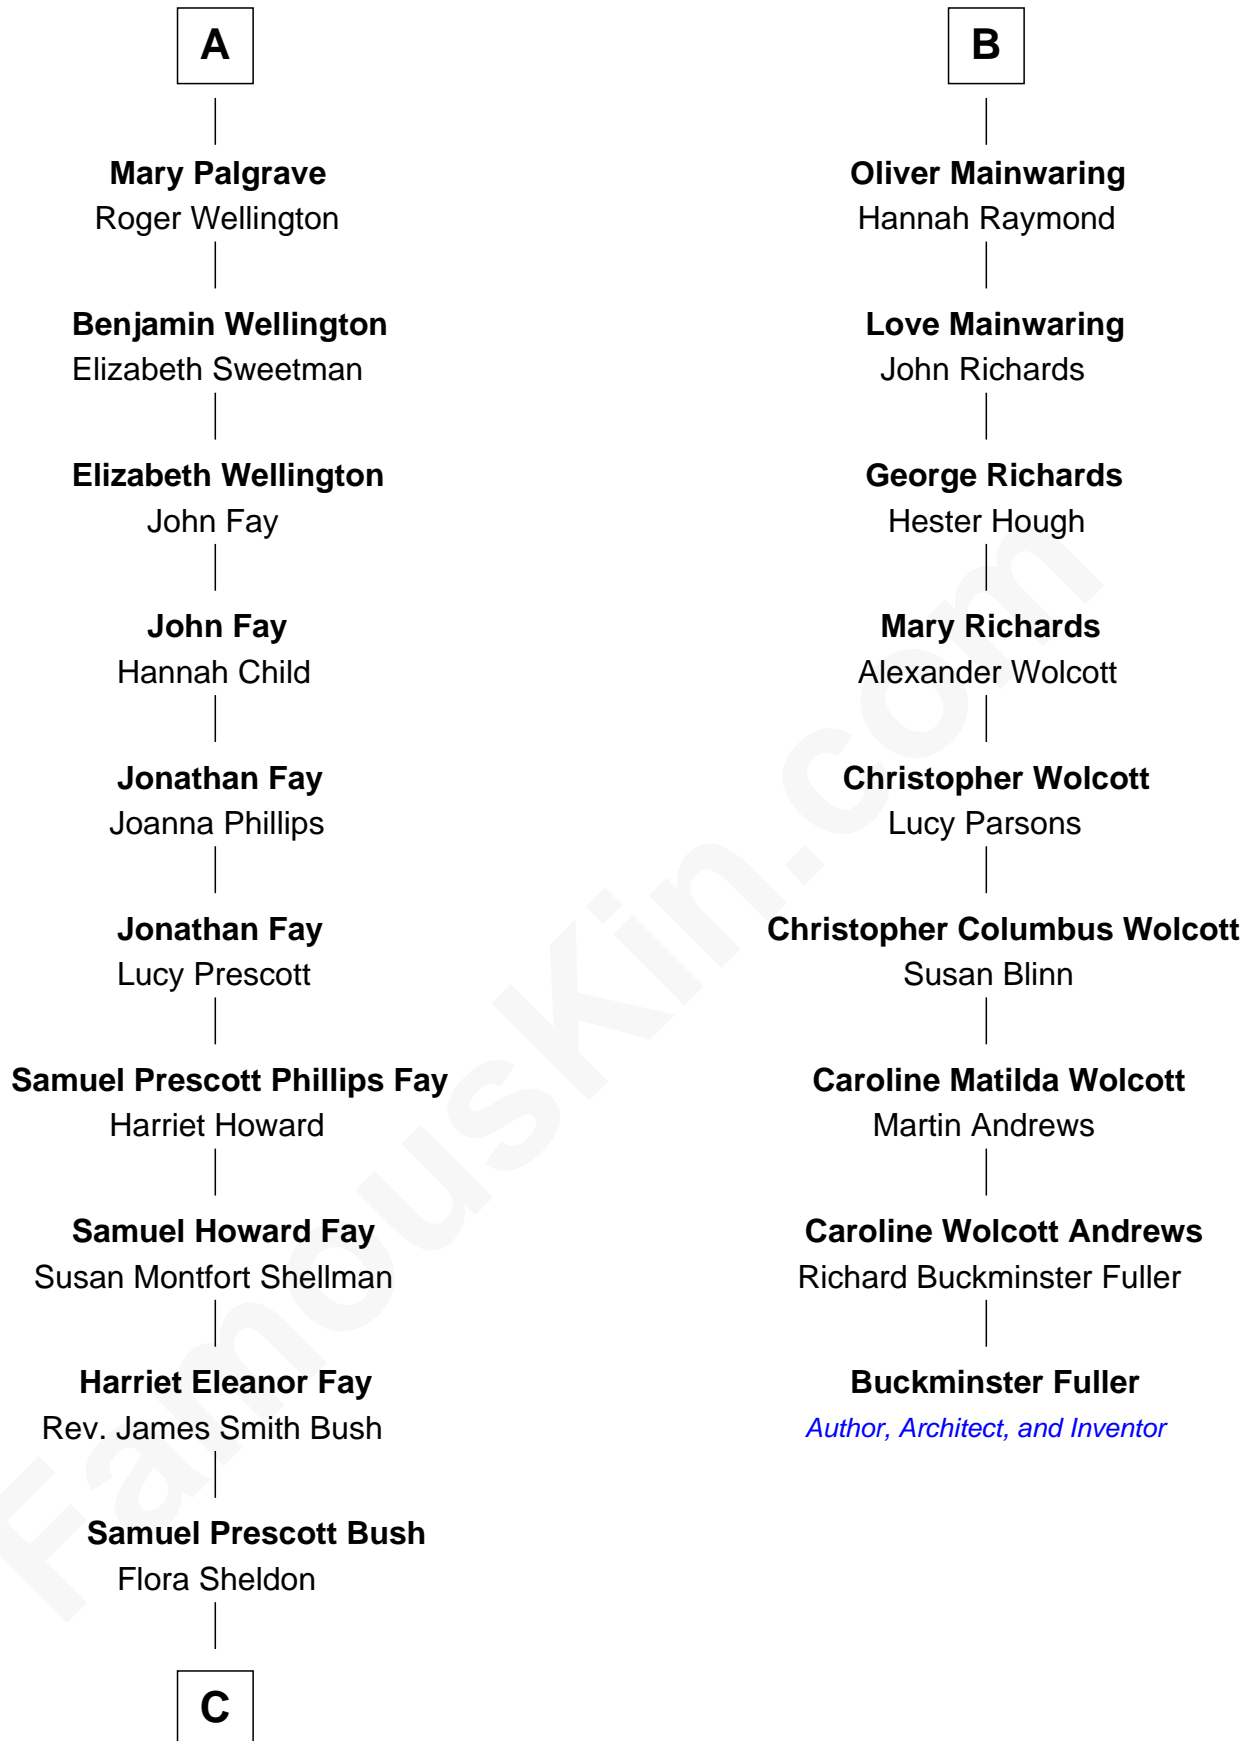 A
Mary Palgrave
Roger Wellington
Benjamin Wellington
Elizabeth Sweetman
Elizabeth Wellington
John Fay
John Fay
Hannah Child
Jonathan Fay
Joanna Phillips
Jonathan Fay
Lucy Prescott
Samuel Prescott Phillips Fay
Harriet Howard
Samuel Howard Fay
Susan Montfort Shellman
Harriet Eleanor Fay
Rev. James Smith Bush
Samuel Prescott Bush
Flora Sheldon
C
B
Oliver Mainwaring
Hannah Raymond
Love Mainwaring
John Richards
George Richards
Hester Hough
Mary Richards
Alexander Wolcott
Christopher Wolcott
Lucy Parsons
Christopher Columbus Wolcott
Susan Blinn
Caroline Matilda Wolcott
Martin Andrews
Caroline Wolcott Andrews
Richard Buckminster Fuller
Buckminster Fuller
Author, Architect, and Inventor
FamousKin.com